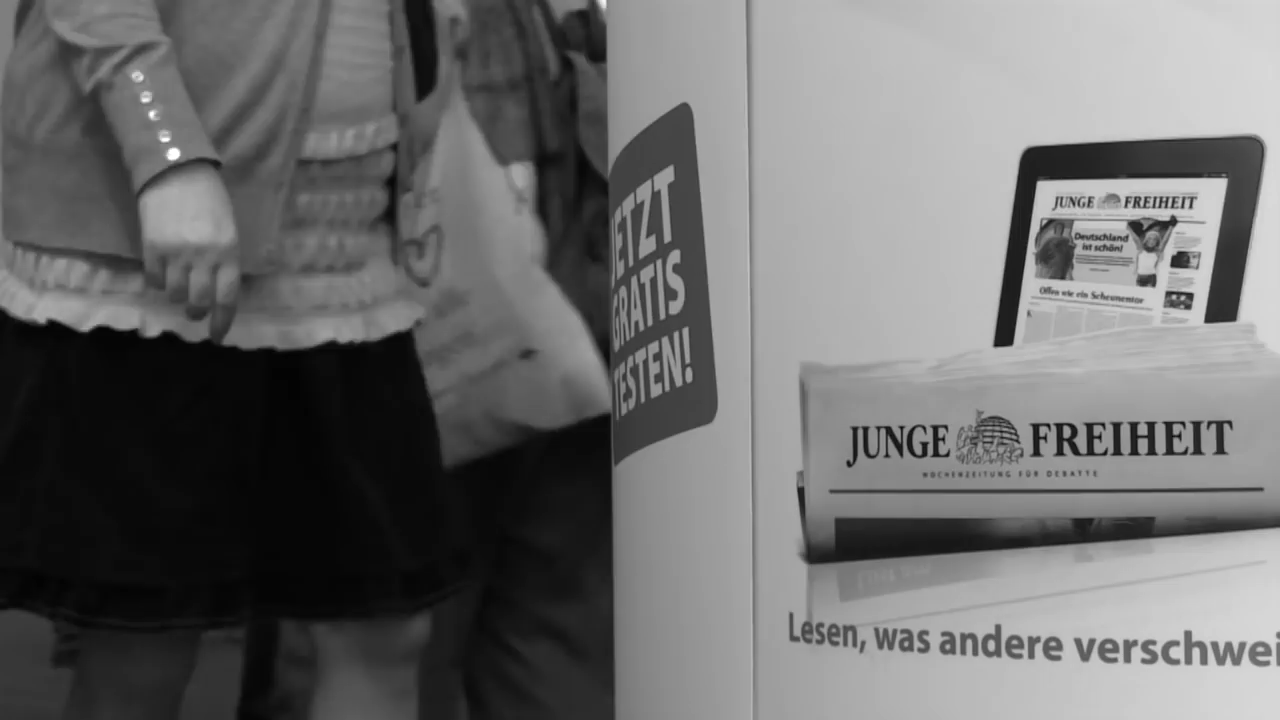 JETZT
GRATIS
TESTEN!
JUNGE FREIHEIT
Deutschland
ist schön!
Offen wie ein Scheunentor
JUNGE FREIHEIT
WOCHENZEITUNG FÜR DEBATTE
Lesen, was andere verschwei